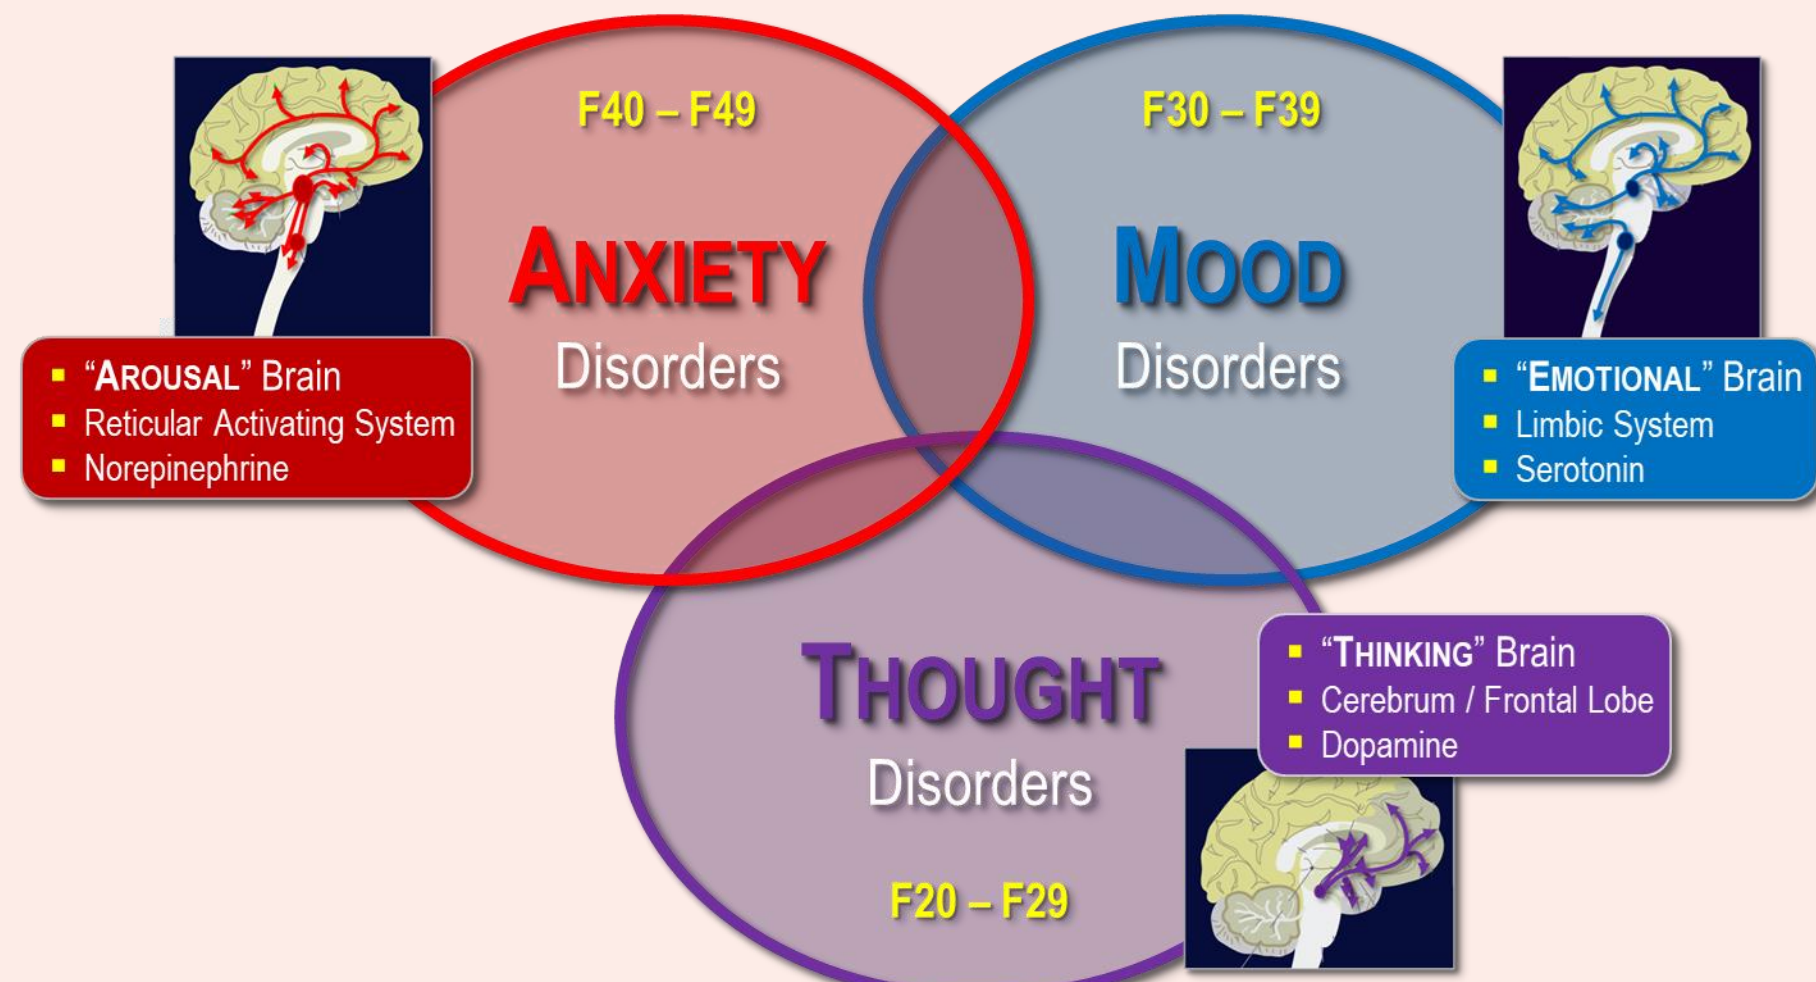 F40 – F49
ANXIETY
Disorders
▪ “AROUSAL” Brain
▪ Reticular Activating System
▪ Norepinephrine
F30 – F39
MOOD
Disorders
▪ “EMOTIONAL” Brain
▪ Limbic System
▪ Serotonin
THOUGHT
Disorders
F20 – F29
▪ “THINKING” Brain
▪ Cerebrum / Frontal Lobe
▪ Dopamine